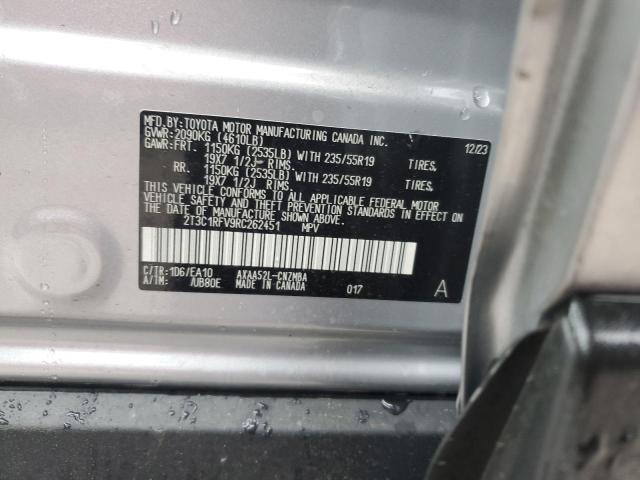 MFD.BY:TOYOTA MOTOR MANUFACTURING CANADA INC.
GVWR:2090KG (4610LB) 12/23
GAWR:FRT. 1150KG (2535LB) WITH 235/55R19 TIRES,
19X7 1/2J RIMS.
RR. 1150KG (2535LB) WITH 235/55R19 TIRES,
19X7 1/2J RIMS.
THIS VEHICLE CONFORMS TO ALL APPLICABLE FEDERAL MOTOR
VEHICLE SAFETY, THEFT PREVENTION STANDARDS IN EFFECT ON
THE DATE OF MANUFACTURE SHOWN ABOVE.
2T3C1RFV9RC262451 MPV
C/TR:1D6/EA10 AXAA52L-CNZMBA
A/TM: /UB80E MADE IN CANADA 017 A